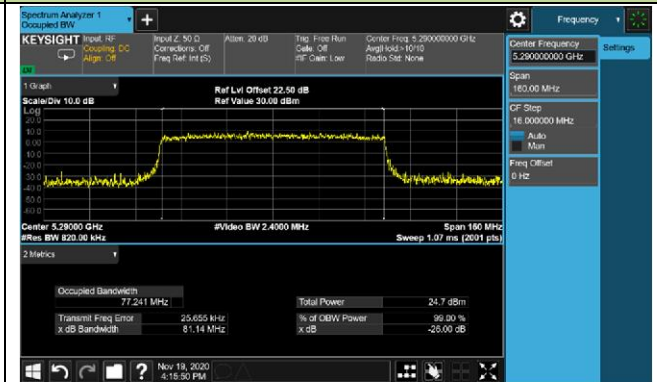 Spectrum Analyzer 1
Occupied BW
+
Frequency
KEYSIGHT
Input: RF
Coupling: DC
Align: Off
Input Z: 50 Ω
Corrections: Off
Freq Ref: Int (S)
Atten: 20 dB
Trig: Free Run
Gate: Off
#IF Gain: Low
Center Freq: 5.290000000 GHz
Avg|Hold:>10/10
Radio Std: None
Center Frequency
5.290000000 GHz
Settings
Span
160.00 MHz
CF Step
16.000000 MHz
Auto
Man
Freq Offset
0 Hz
1 Graph
Scale/Div 10.0 dB
Ref Lvl Offset 22.50 dB
Ref Value 30.00 dBm
Log
20.0
10.0
0.00
-10.0
-20.0
-30.0
-40.0
-50.0
-60.0
Center 5.29000 GHz
#Res BW 820.00 kHz
#Video BW 2.4000 MHz
Span 160 MHz
Sweep 1.07 ms (2001 pts)
2 Metrics
Occupied Bandwidth
77.241 MHz
Total Power
24.7 dBm
Transmit Freq Error
25.655 kHz
% of OBW Power
99.00 %
x dB Bandwidth
81.14 MHz
x dB
-26.00 dB
?
Nov 19, 2020
4:15:50 PM